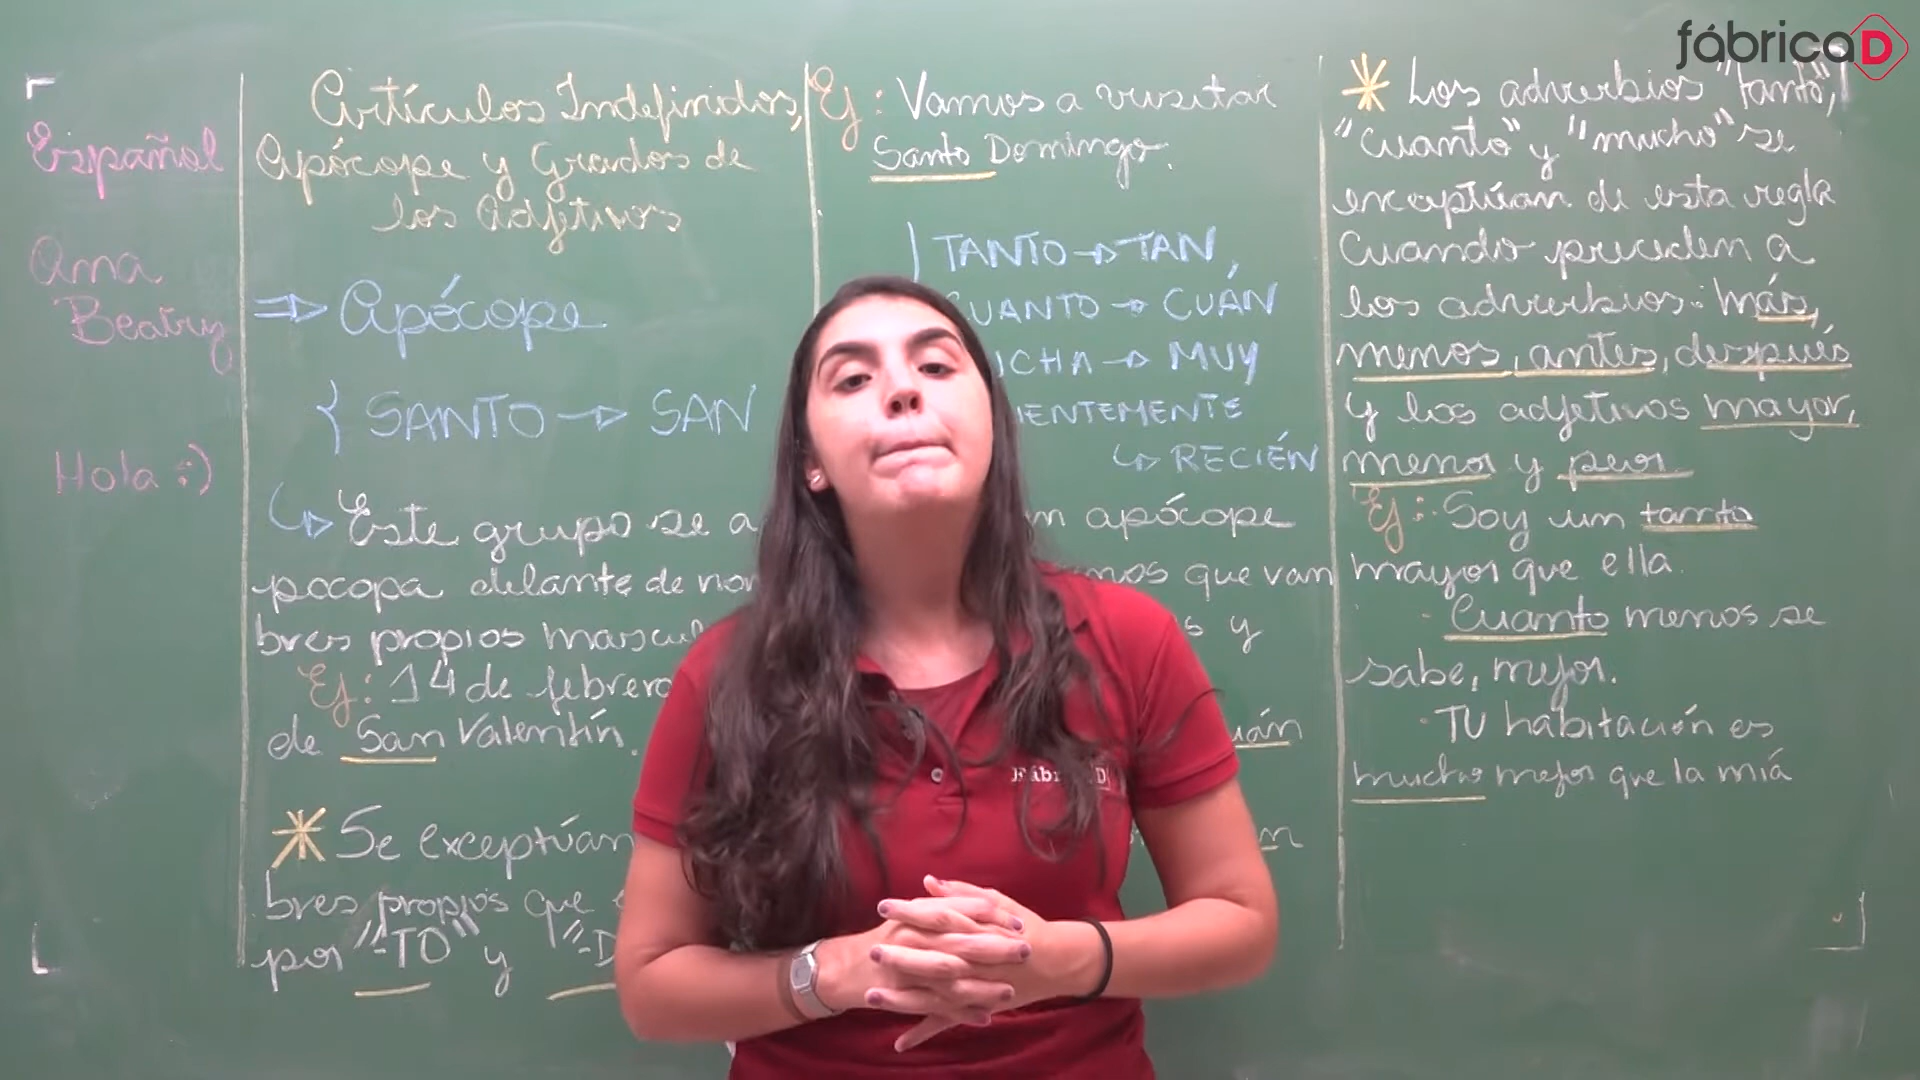 fábricaD
Español
Ana
Beatriz
Hola :)
Artículos Indefinidos,
Apócope y Grados de
los Adjetivos
⇒ Apócope
{ SANTO → SAN
↳ Este grupo se a
pocopa delante de nom
bres propios mascul
Ej: 14 de febrero
de San Valentín.
* Se exceptúan
bres propios que
por "-TO" y "-D
Ej: Vamos a visitar
Santo Domingo.
TANTO → TAN
CUANTO → CUÁN
UCHA → MUY
IENTEMENTE
↳ RECIÉN
n apócope
mos que van
s y
uán
n
* Los adverbios "tanto",
"cuanto" y "mucho" se
exceptúan de esta regla
cuando preceden a
los adverbios: más,
menos, antes, después
y los adjetivos mayor,
menor y peor.
Ej: · Soy un tanto
mayor que ella.
· Cuanto menos se
sabe, mejor.
· TU habitación es
mucho mejor que la miá